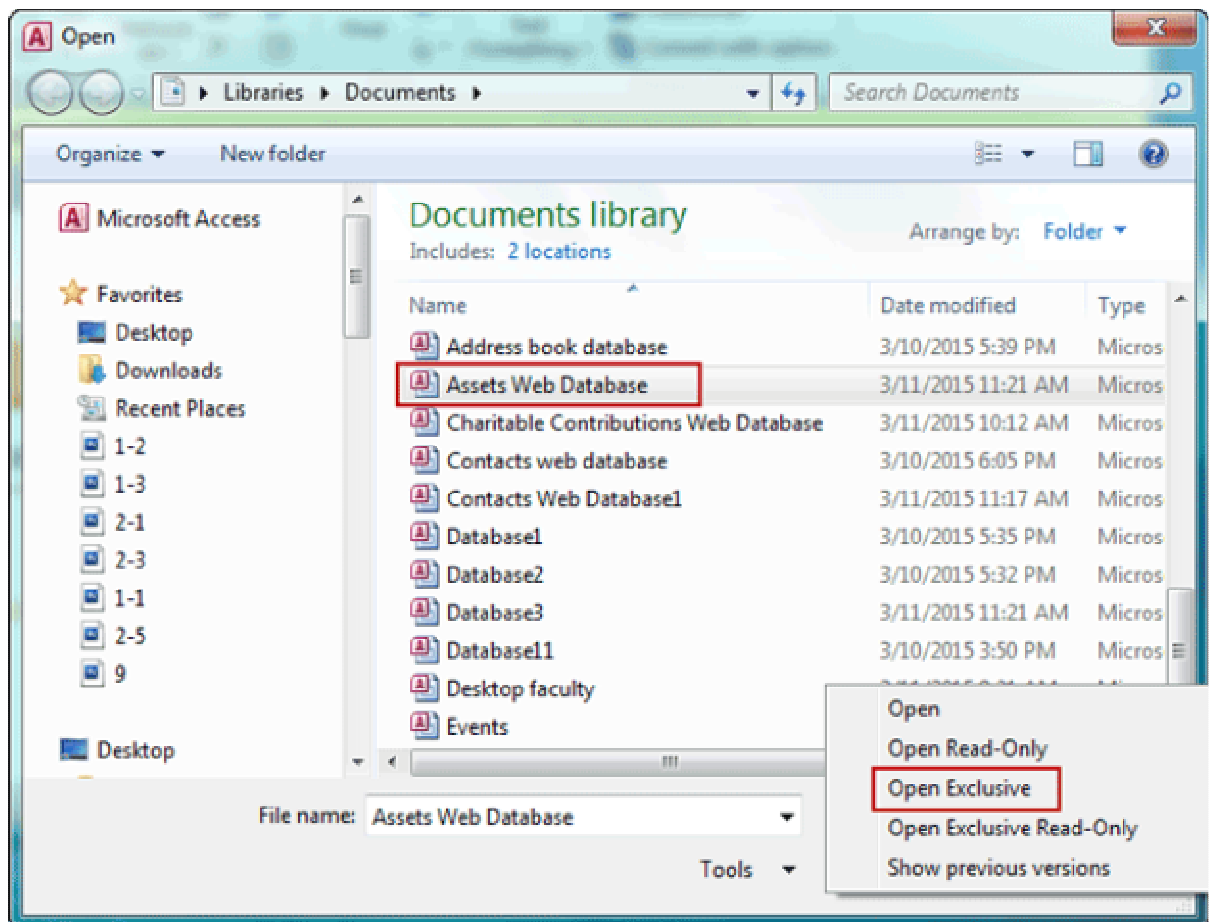 Open
Libraries Documents
Search Documents
Organize New folder
Microsoft Access
Favorites
Desktop
Downloads
Recent Places
1-2
1-3
2-1
2-3
1-1
2-5
9
Desktop
Documents library
Includes: 2 locations
Arrange by: Folder
Name Date modified Type
Address book database 3/10/2015 5:39 PM Micros
Assets Web Database 3/11/2015 11:21 AM Micros
Charitable Contributions Web Database 3/11/2015 10:12 AM Micros
Contacts web database 3/10/2015 6:05 PM Micros
Contacts Web Database1 3/11/2015 11:17 AM Micros
Database1 3/10/2015 5:35 PM Micros
Database2 3/10/2015 5:32 PM Micros
Database3 3/11/2015 11:21 AM Micros
Database11 3/10/2015 3:50 PM Micros
Desktop faculty
Events
File name: Assets Web Database
Tools
Open
Open Read-Only
Open Exclusive
Open Exclusive Read-Only
Show previous versions